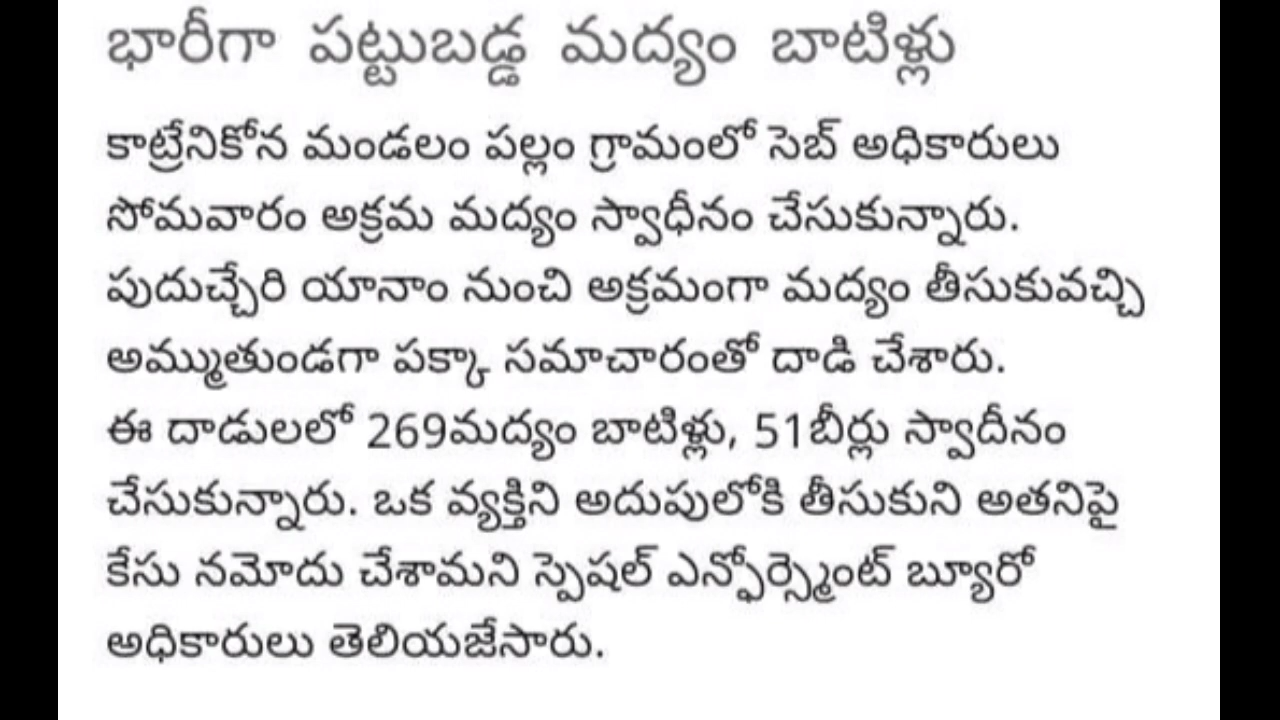 భారీగా పట్టుబడ్డ మద్యం బాటిళ్లు
కాట్రేనికోన మండలం పల్లం గ్రామంలో సెబ్ అధికారులు
సోమవారం అక్రమ మద్యం స్వాధీనం చేసుకున్నారు.
పుదుచ్చేరి యానాం నుంచి అక్రమంగా మద్యం తీసుకువచ్చి
అమ్ముతుండగా పక్కా సమాచారంతో దాడి చేశారు.
ఈ దాడులలో 269మద్యం బాటిళ్లు, 51బీర్లు స్వాదీనం
చేసుకున్నారు. ఒక వ్యక్తిని అదుపులోకి తీసుకుని అతనిపై
కేసు నమోదు చేశామని స్పెషల్ ఎన్ఫోర్స్మెంట్ బ్యూరో
అధికారులు తెలియజేసారు.